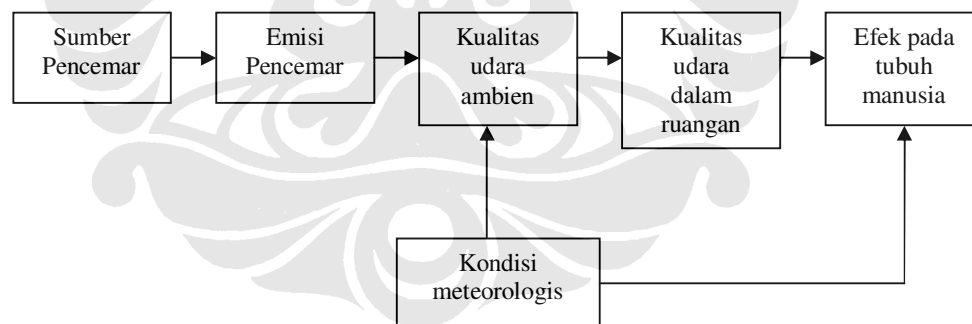 Sumber
Pencemar
Emisi
Pencemar
Kualitas
udara
ambien
Kualitas
udara
dalam
ruangan
Efek pada
tubuh
manusia
Kondisi
meteorologis